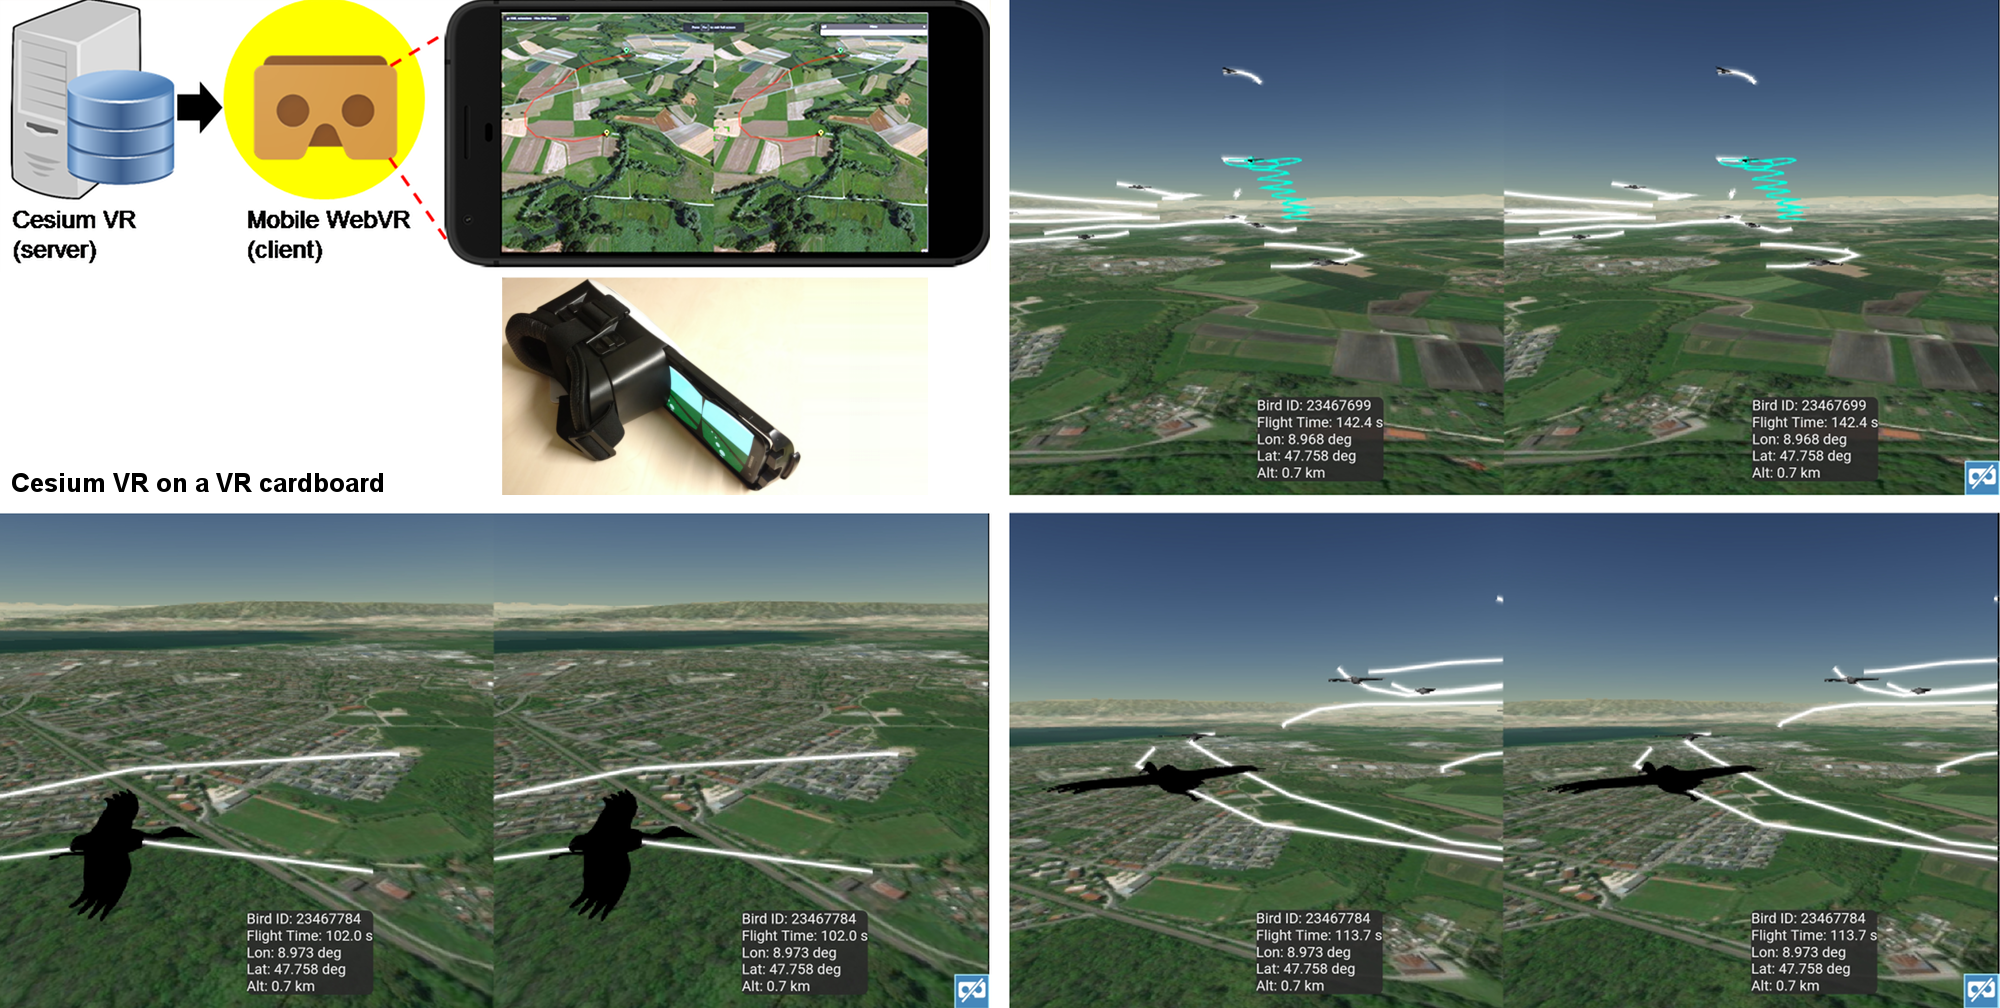 Cesium VR
(server)
Mobile WebVR
(client)
Cesium VR on a VR cardboard
Bird ID: 23467699
Flight Time: 142.4 s
Lon: 8.968 deg
Lat: 47.758 deg
Alt: 0.7 km
Bird ID: 23467699
Flight Time: 142.4 s
Lon: 8.968 deg
Lat: 47.758 deg
Alt: 0.7 km
Bird ID: 23467784
Flight Time: 102.0 s
Lon: 8.973 deg
Lat: 47.758 deg
Alt: 0.7 km
Bird ID: 23467784
Flight Time: 102.0 s
Lon: 8.973 deg
Lat: 47.758 deg
Alt: 0.7 km
Bird ID: 23467784
Flight Time: 113.7 s
Lon: 8.973 deg
Lat: 47.758 deg
Alt: 0.7 km
Bird ID: 23467784
Flight Time: 113.7 s
Lon: 8.973 deg
Lat: 47.758 deg
Alt: 0.7 km